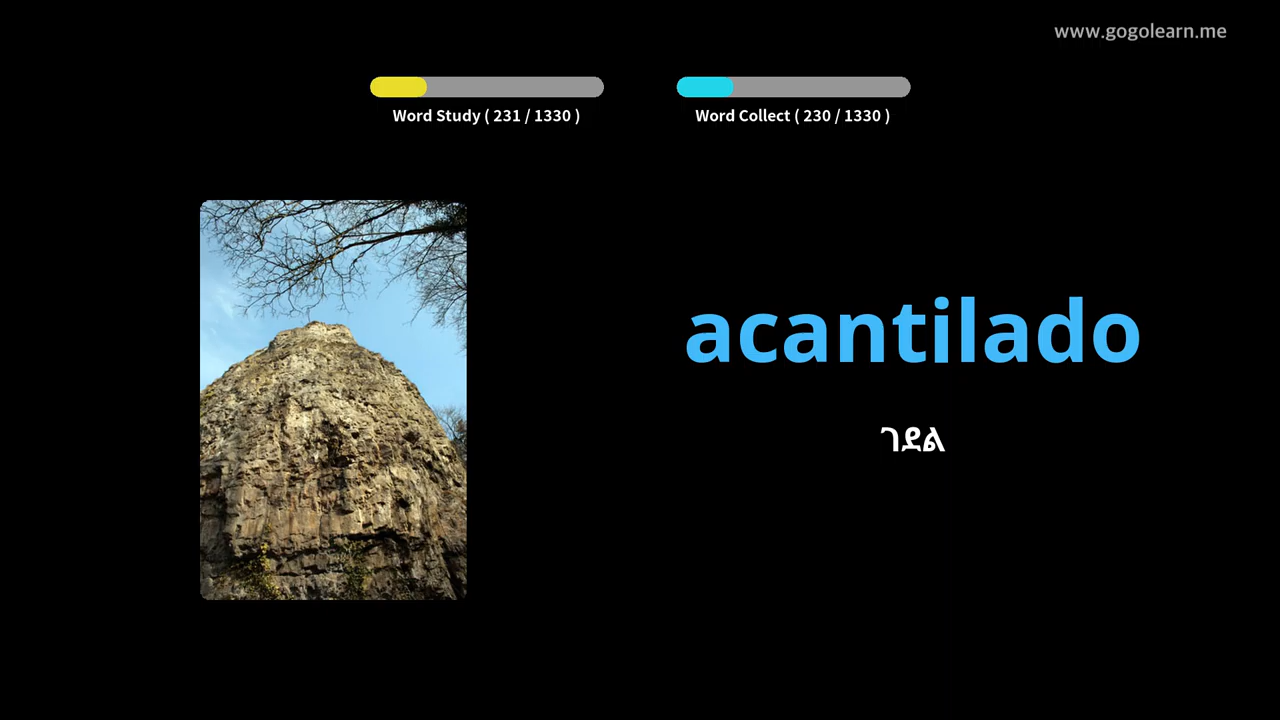 www.gogolearn.me
Word Study ( 231 / 1330 )
Word Collect ( 230 / 1330 )
acantilado
ገደል